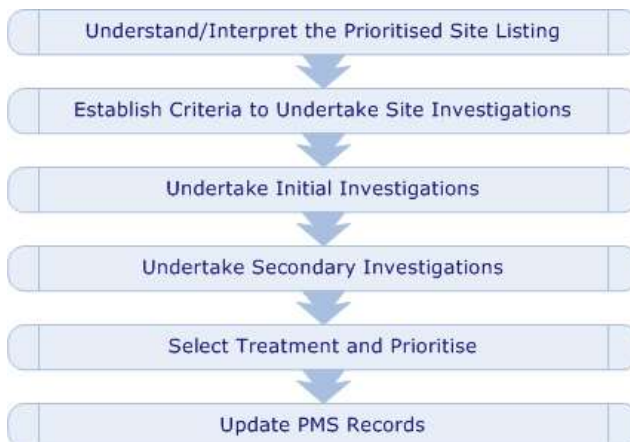 Understand/Interpret the Prioritised Site Listing
Establish Criteria to Undertake Site Investigations
Undertake Initial Investigations
Undertake Secondary Investigations
Select Treatment and Prioritise
Update PMS Records